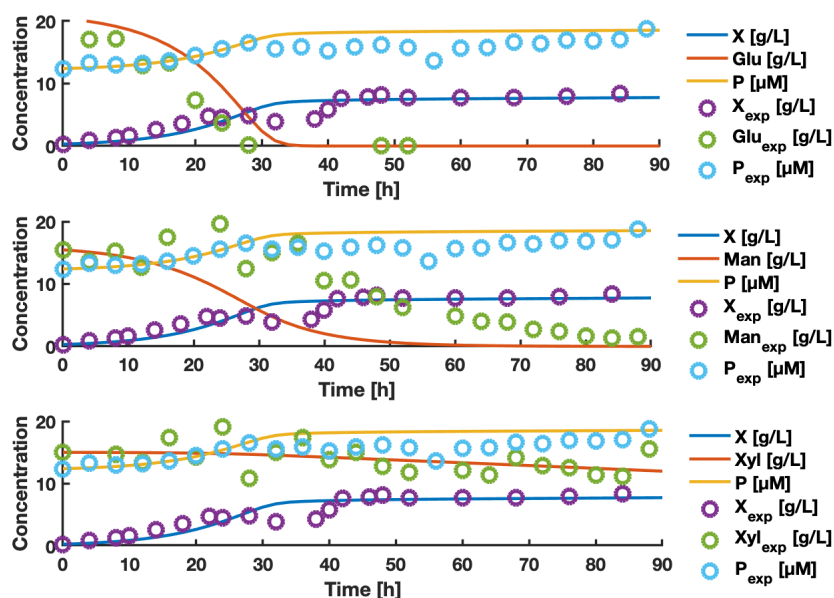 Concentration
20
10
0
0 10 20 30 40 50 60 70 80 90
Time [h]
X [g/L]
Glu [g/L]
P [µM]
X_exp [g/L]
Glu_exp [g/L]
P_exp [µM]
Concentration
20
10
0
0 10 20 30 40 50 60 70 80 90
Time [h]
X [g/L]
Man [g/L]
P [µM]
X_exp [g/L]
Man_exp [g/L]
P_exp [µM]
Concentration
20
10
0
0 10 20 30 40 50 60 70 80 90
Time [h]
X [g/L]
Xyl [g/L]
P [µM]
X_exp [g/L]
Xyl_exp [g/L]
P_exp [µM]